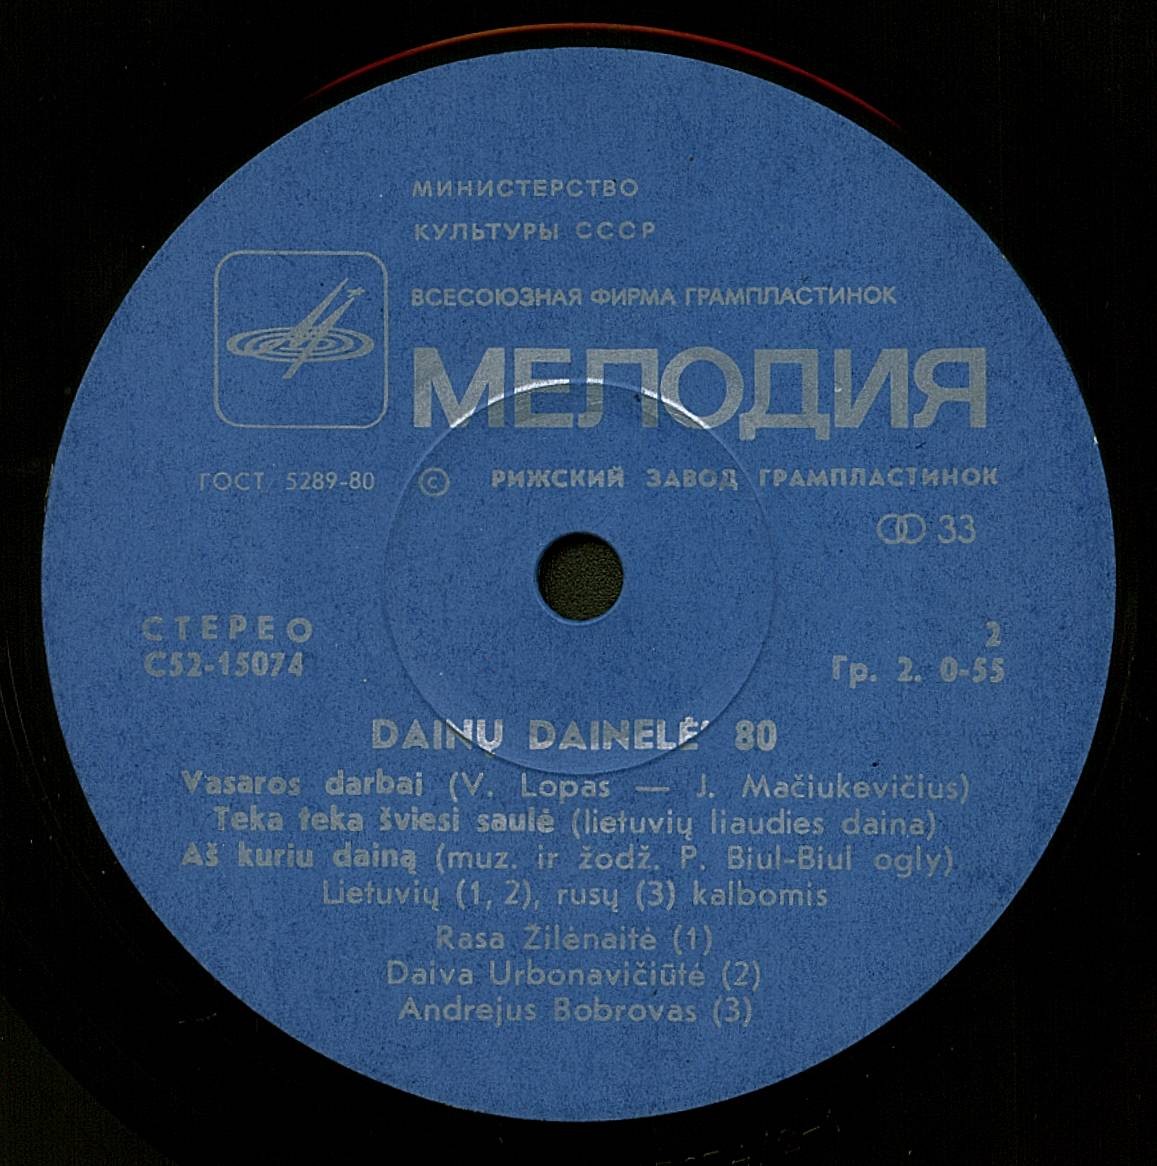 МИНИСТЕРСТВО
КУЛЬТУРЫ СССР
ВСЕСОЮЗНАЯ ФИРМА ГРАМПЛАСТИНОК
МЕЛОДИЯ
ГОСТ 5289-80 © РИЖСКИЙ ЗАВОД ГРАМПЛАСТИНОК
33
СТЕРЕО
2
С52-15074
Гр. 2. 0-55
DAINŲ DAINELĖ' 80
Vasaros darbai (V. Lopas — J. Mačiukevičius)
Teka teka šviesi saulė (lietuvių liaudies daina)
Aš kuriu dainą (muz. ir žodž. P. Biul-Biul ogly)
Lietuvių (1, 2), rusų (3) kalbomis
Rasa Žilėnaitė (1)
Daiva Urbonavičiūtė (2)
Andrejus Bobrovas (3)